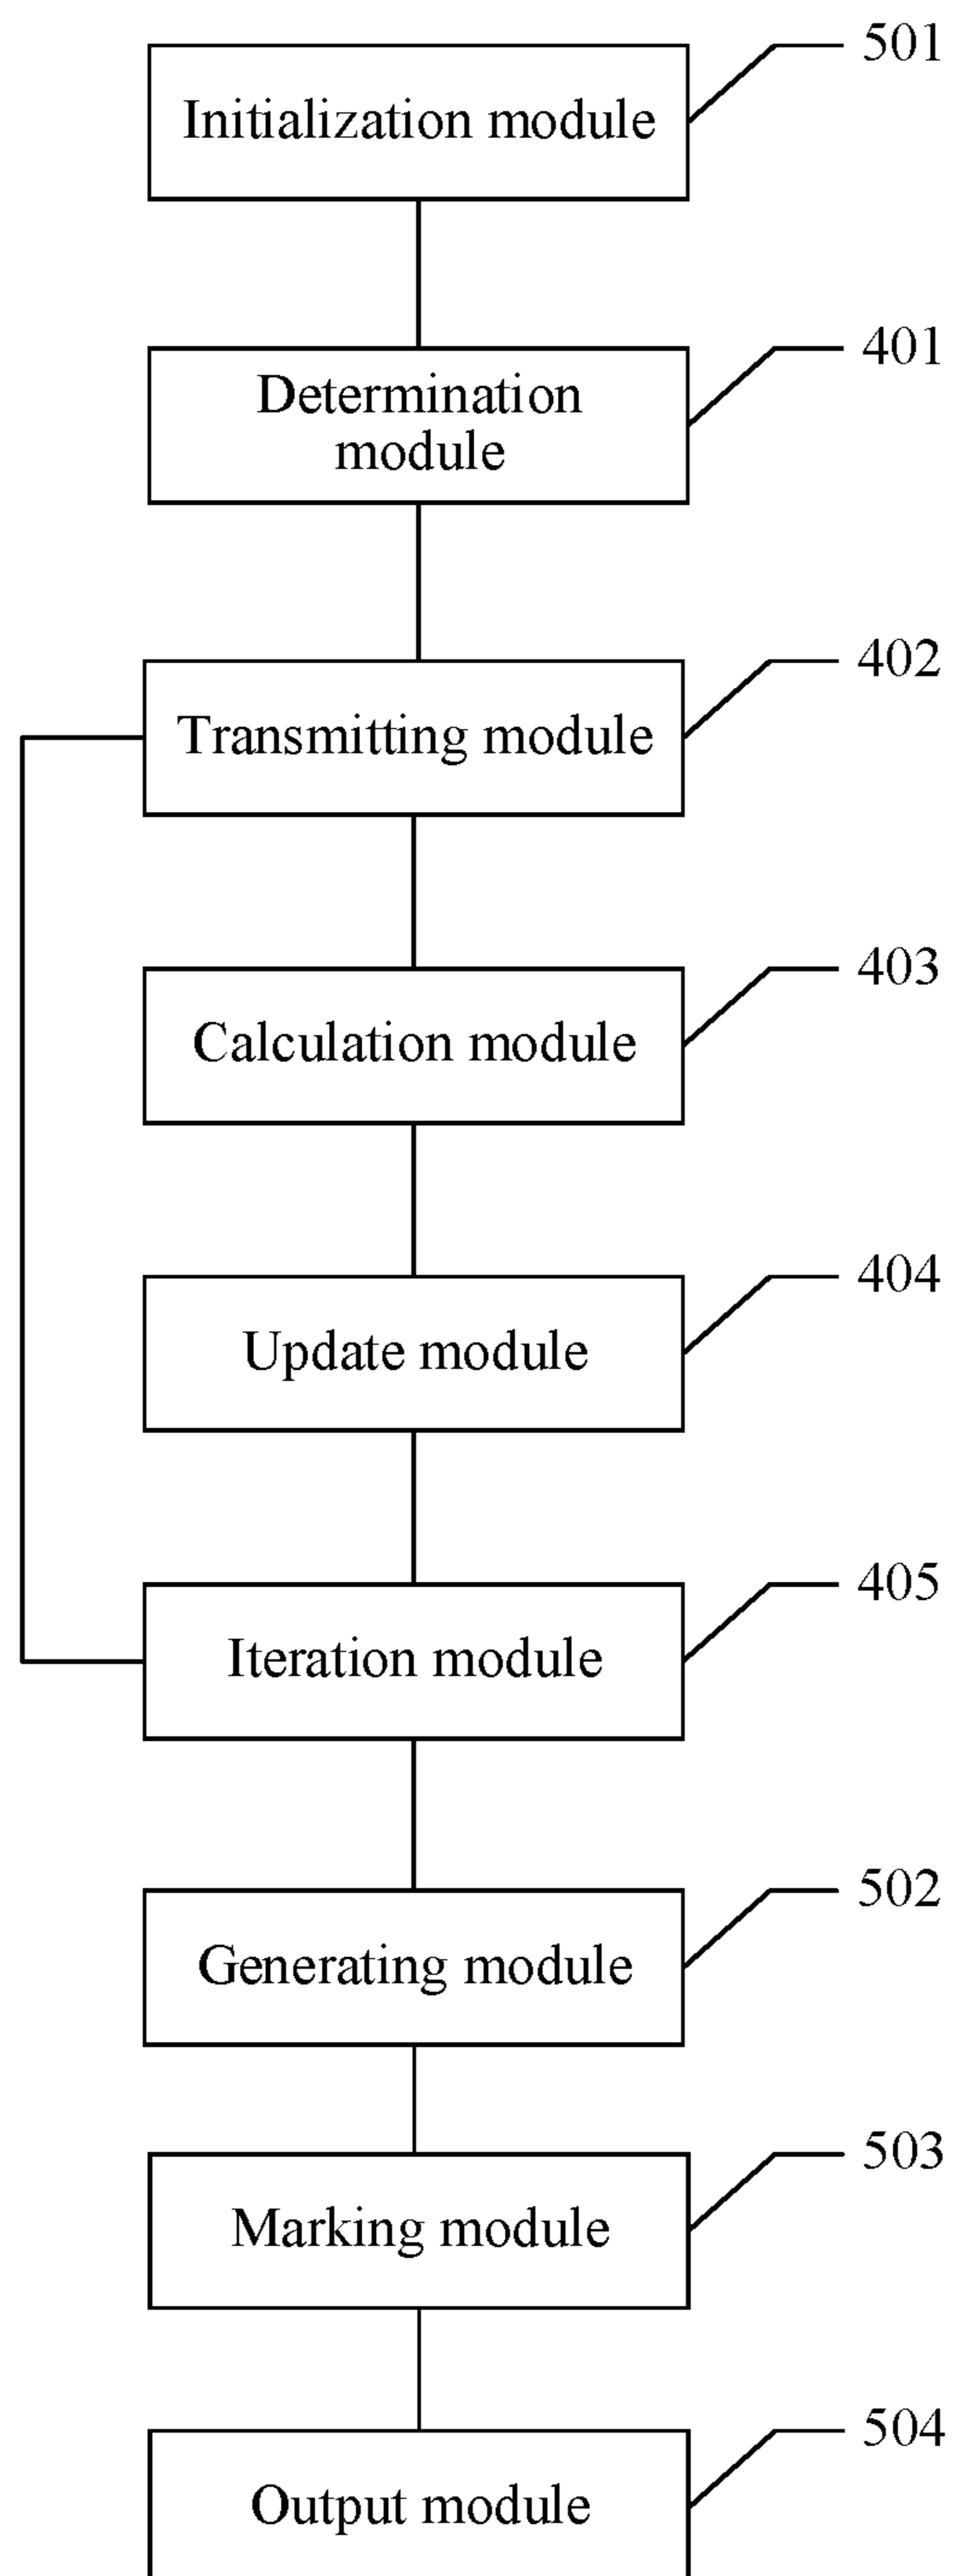 501
Initialization module
401
Determination
module
402
Transmitting module
403
Calculation module
404
Update module
405
Iteration module
502
Generating module
503
Marking module
504
Output module